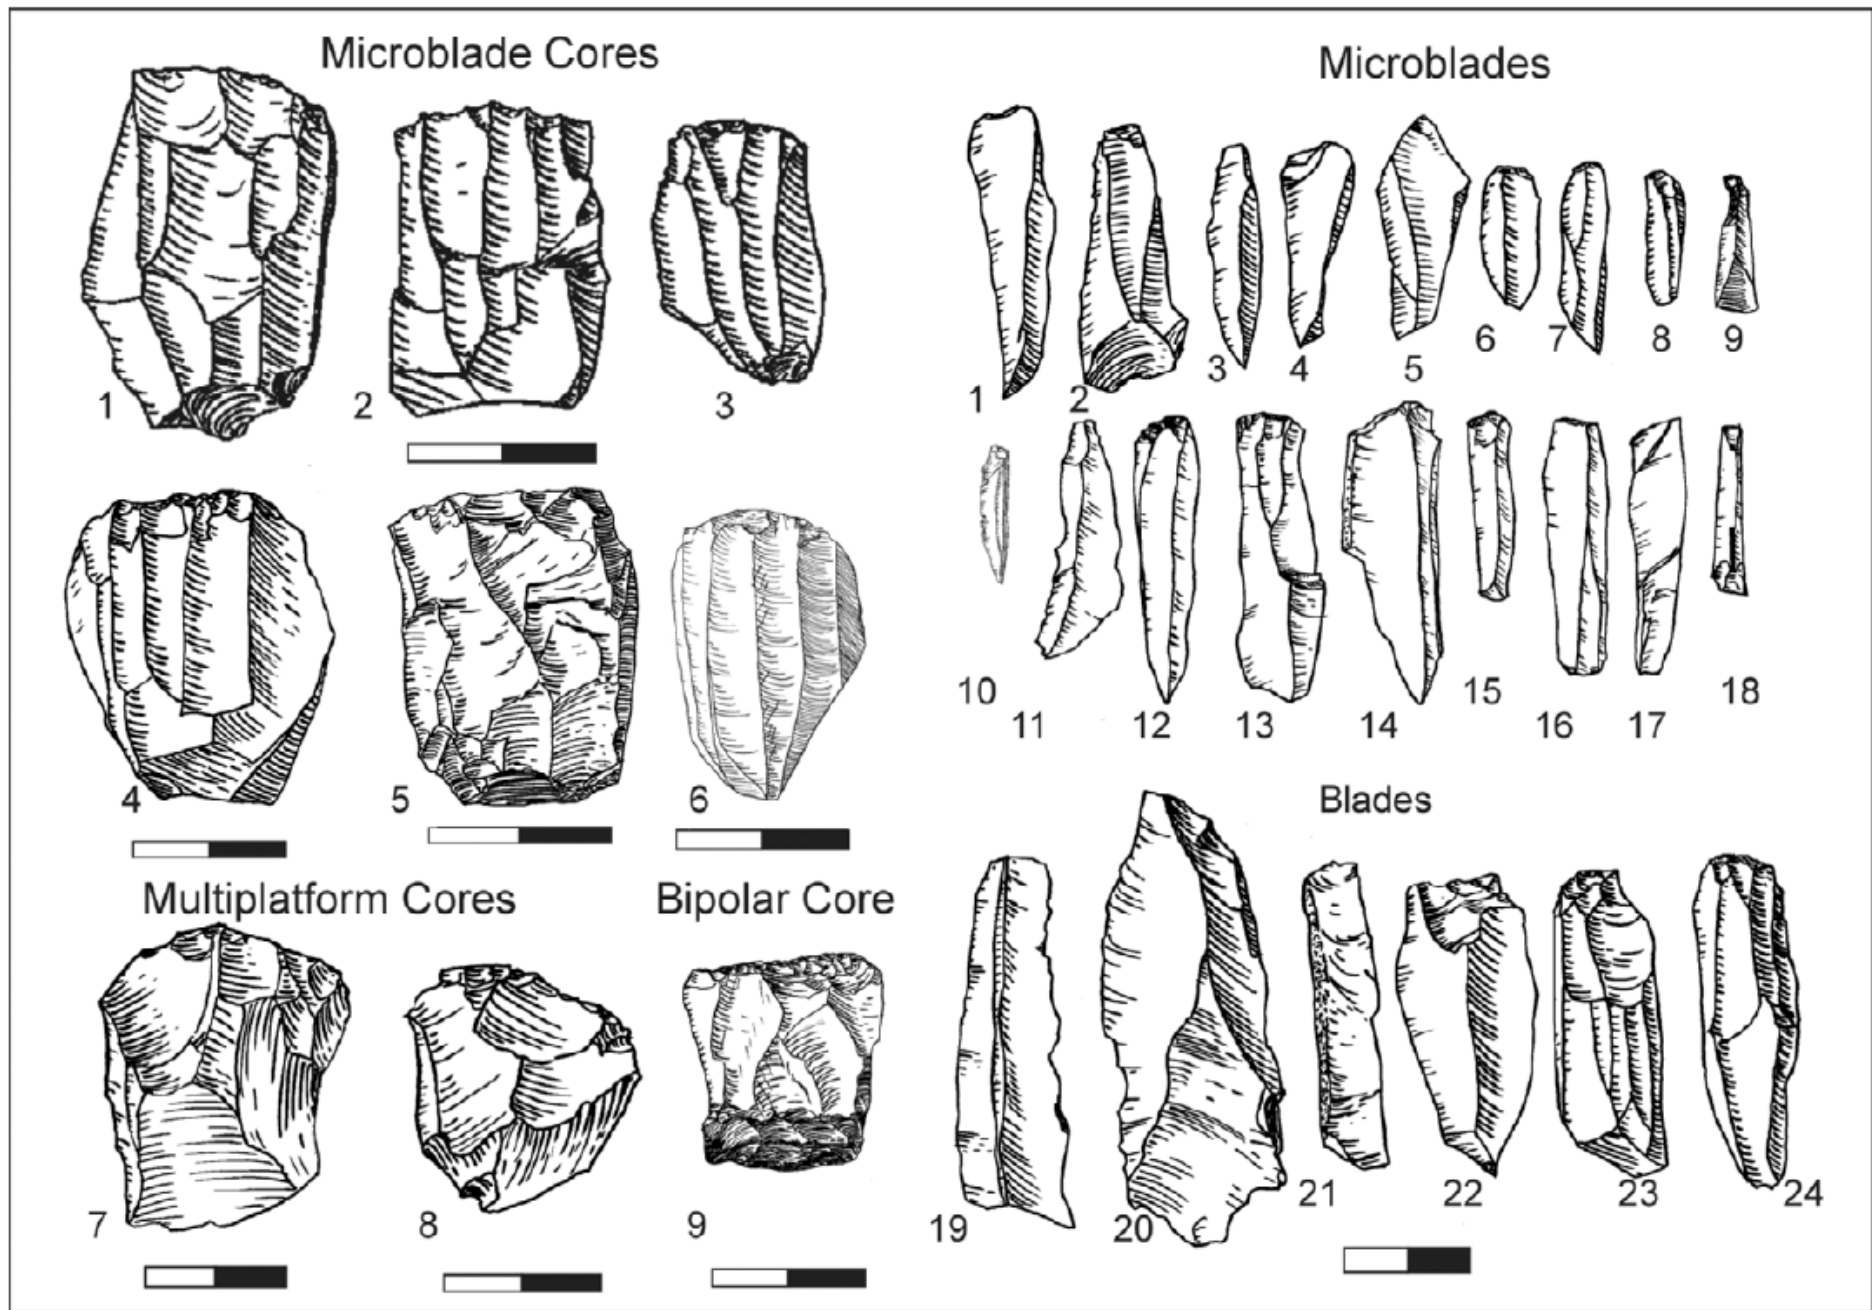 Microblade Cores
1 2 3
4 5 6
Multiplatform Cores
Bipolar Core
7 8 9
Microblades
1 2 3 4 5 6 7 8 9
10 11 12 13 14 15 16 17 18
Blades
19 20 21 22 23 24